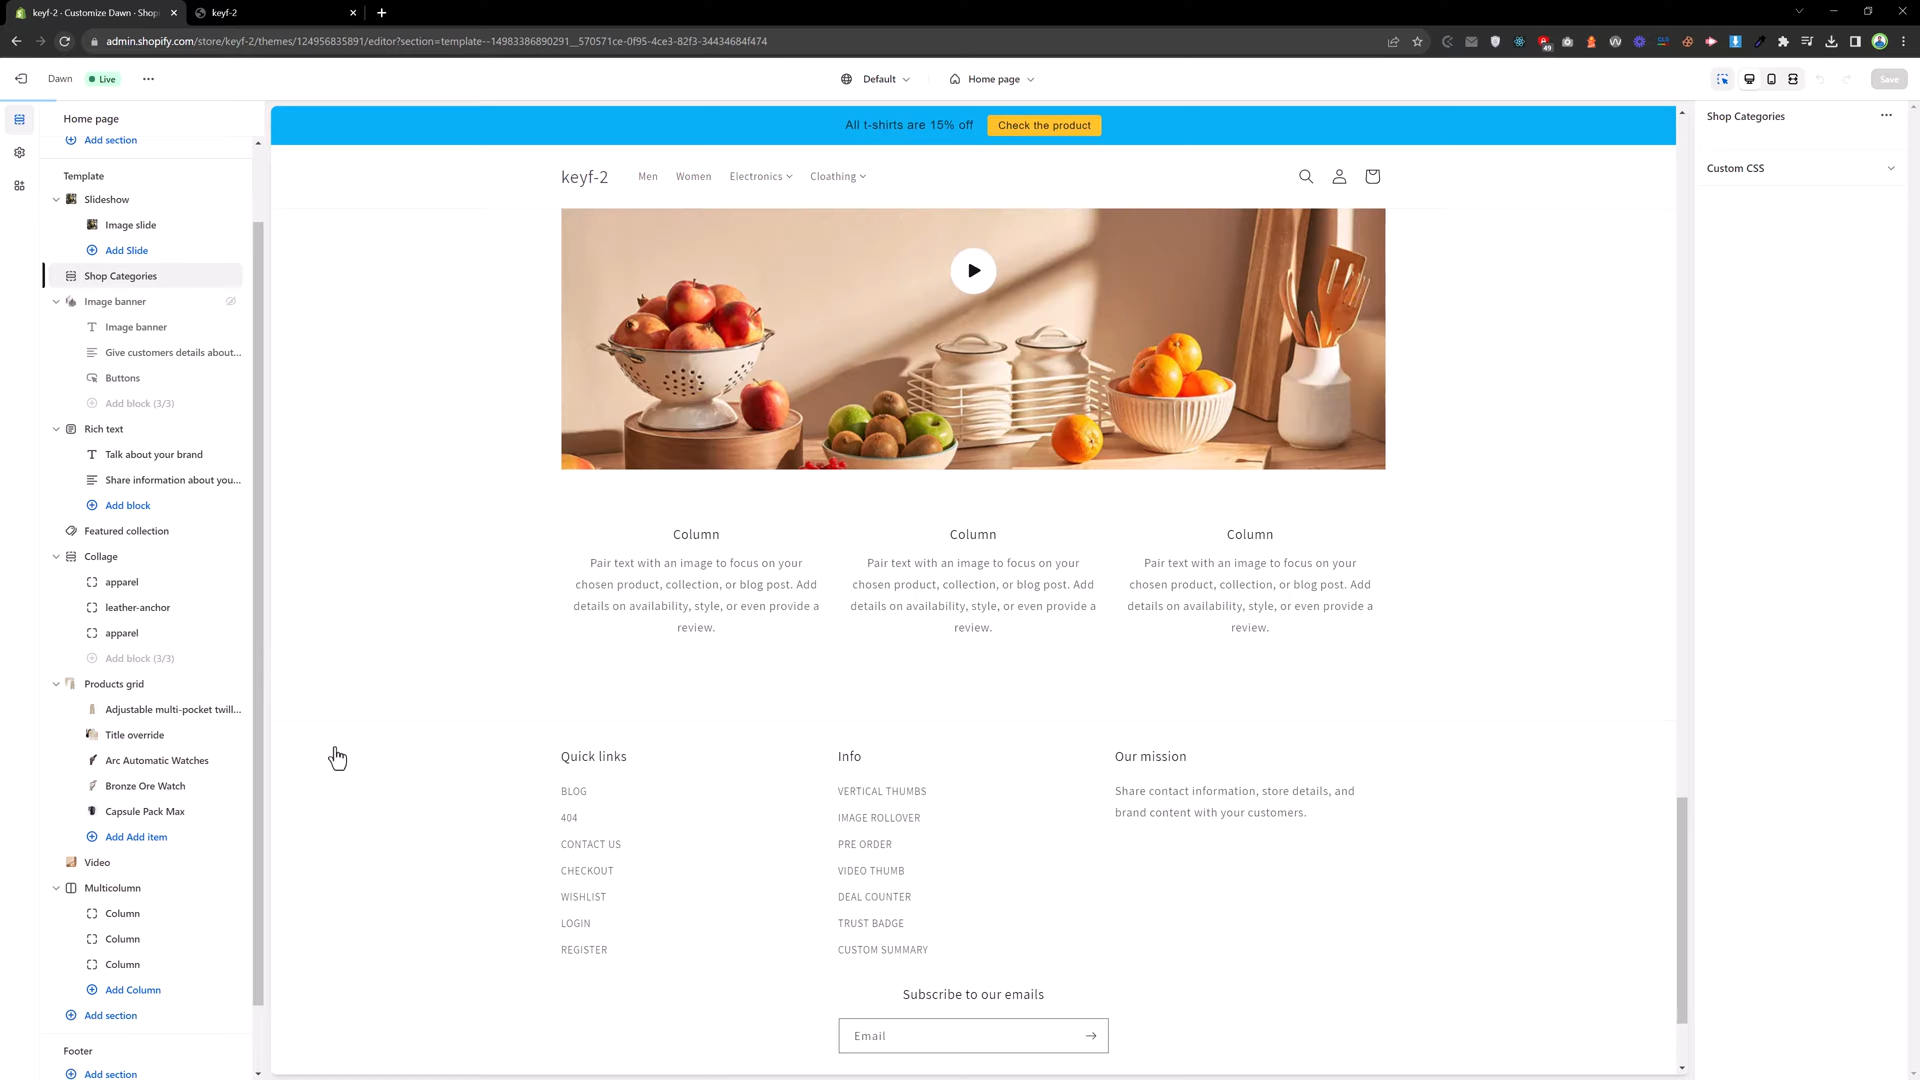 keyf-2 · Customize Dawn · Shopi
keyf-2
admin.shopify.com/store/keyf-2/themes/124956835891/editor?section=template--14983386890291__570571ce-0f95-4ce3-82f3-34434684f474
49
Dawn
Live
Default
Home page
Save
Home page
Add section
Template
Slideshow
Image slide
Add Slide
Shop Categories
Image banner
Image banner
Give customers details about...
Buttons
Add block (3/3)
Rich text
Talk about your brand
Share information about you...
Add block
Featured collection
Collage
apparel
leather-anchor
apparel
Add block (3/3)
Products grid
Adjustable multi-pocket twill...
Title override
Arc Automatic Watches
Bronze Ore Watch
Capsule Pack Max
Add Add item
Video
Multicolumn
Column
Column
Column
Add Column
Add section
Footer
Add section
All t-shirts are 15% off
Check the product
keyf-2
Men
Women
Electronics
Cloathing
Column
Pair text with an image to focus on your
chosen product, collection, or blog post. Add
details on availability, style, or even provide a
review.
Column
Pair text with an image to focus on your
chosen product, collection, or blog post. Add
details on availability, style, or even provide a
review.
Column
Pair text with an image to focus on your
chosen product, collection, or blog post. Add
details on availability, style, or even provide a
review.
Quick links
BLOG
404
CONTACT US
CHECKOUT
WISHLIST
LOGIN
REGISTER
Info
VERTICAL THUMBS
IMAGE ROLLOVER
PRE ORDER
VIDEO THUMB
DEAL COUNTER
TRUST BADGE
CUSTOM SUMMARY
Our mission
Share contact information, store details, and
brand content with your customers.
Subscribe to our emails
Email
Shop Categories
Custom CSS